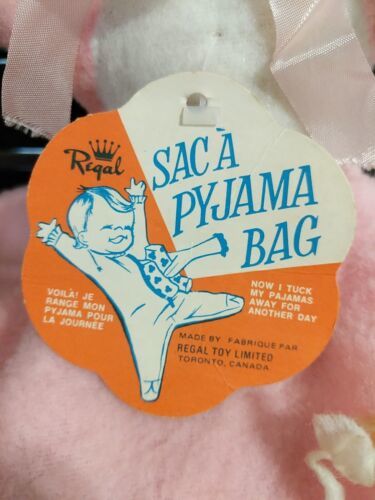 Regal
SAC À
PYJAMA
BAG
VOILÀ! JE
RANGE MON
PYJAMA POUR
LA JOURNÉE
NOW I TUCK
MY PAJAMAS
AWAY FOR
ANOTHER DAY
MADE BY FABRIQUE PAR
REGAL TOY LIMITED
TORONTO, CANADA